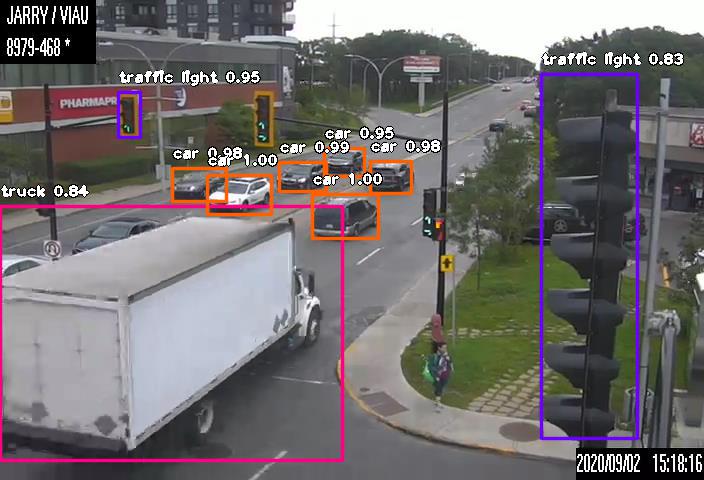 JARRY / VIAU
8979-468 *
traffic light 0.95
traffic light 0.83
PHARMAPR
car 0.98
car 1.00
car 0.99
car 0.95
car 0.98
car 1.00
truck 0.84
2020/09/02 15:18:16